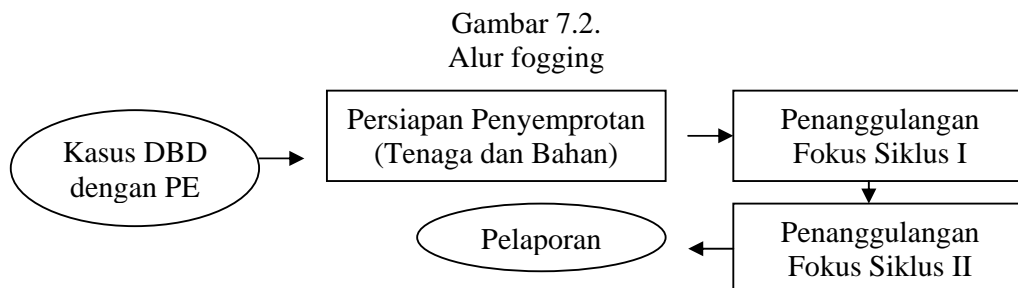 Gambar 7.2.
Alur fogging
Kasus DBD
dengan PE
Persiapan Penyemprotan
(Tenaga dan Bahan)
Penanggulangan
Fokus Siklus I
Penanggulangan
Fokus Siklus II
Pelaporan